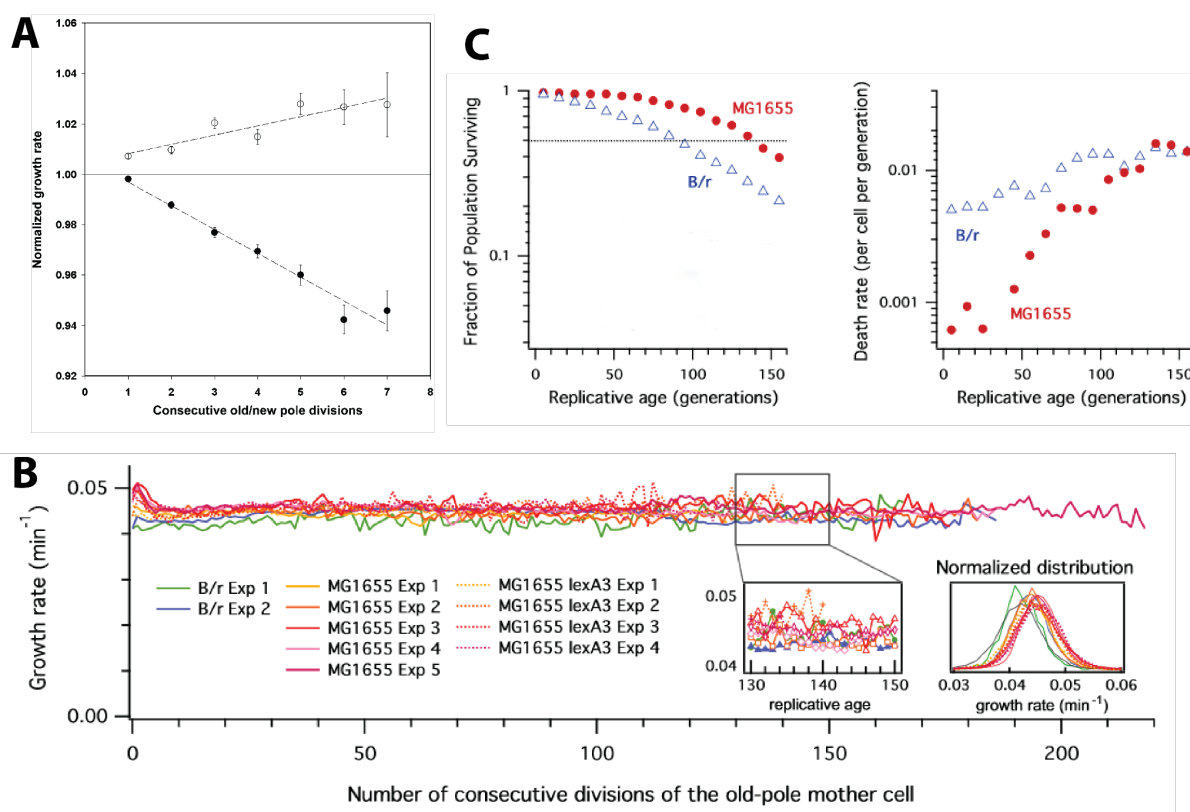 A
1.06
1.04
1.02
1.00
0.98
0.96
0.94
0.92
Normalized growth rate
0 1 2 3 4 5 6 7 8
Consecutive old/new pole divisions
C
1
0.1
Fraction of Population Surviving
MG1655
B/r
0 50 100 150
Replicative age (generations)
0.01
0.001
Death rate (per cell per generation)
B/r
MG1655
0 50 100 150
Replicative age (generations)
B
0.05
0.00
Growth rate (min⁻¹)
B/r Exp 1
B/r Exp 2
MG1655 Exp 1
MG1655 Exp 2
MG1655 Exp 3
MG1655 Exp 4
MG1655 Exp 5
MG1655 lexA3 Exp 1
MG1655 lexA3 Exp 2
MG1655 lexA3 Exp 3
MG1655 lexA3 Exp 4
0.05
0.04
130 140 150
replicative age
Normalized distribution
0.03 0.04 0.05 0.06
growth rate (min⁻¹)
0 50 100 150 200
Number of consecutive divisions of the old-pole mother cell